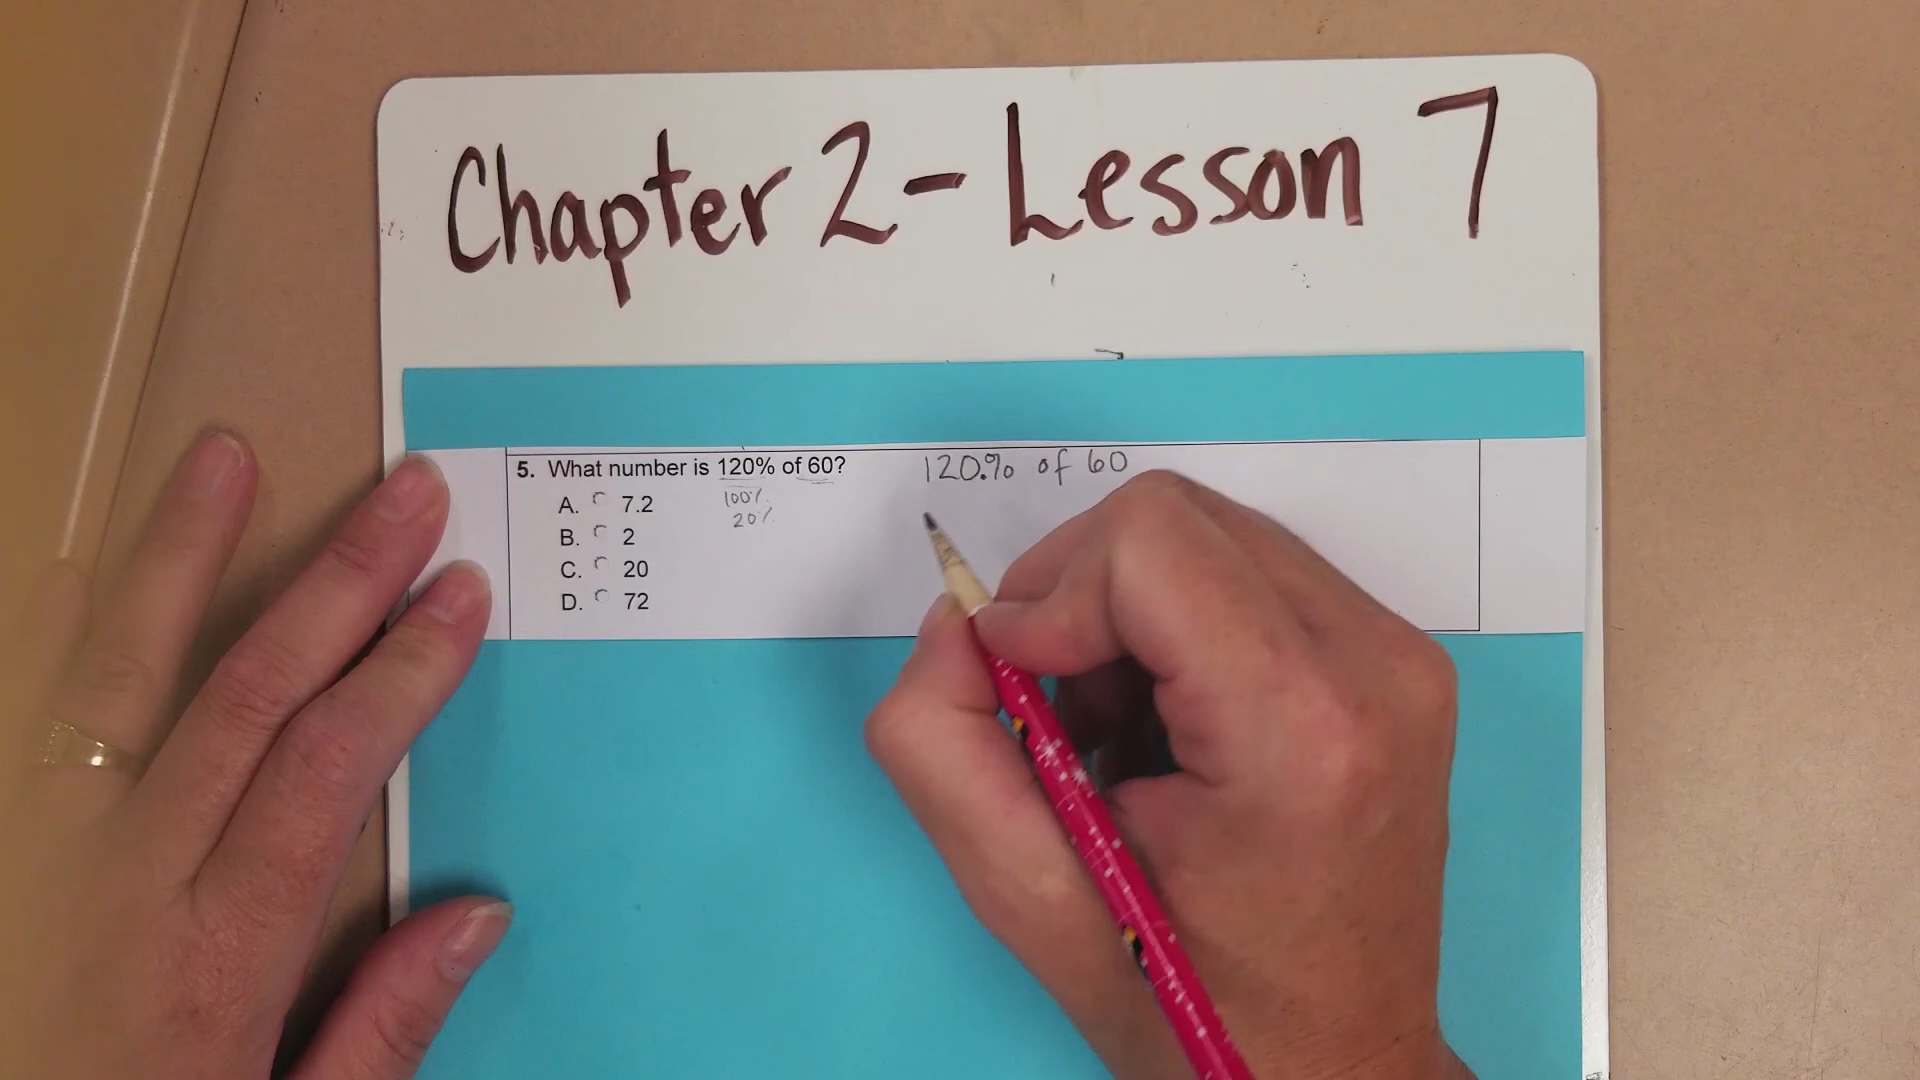 Chapter 2 - Lesson 7
5. What number is 120% of 60?
120.% of 60
A. 7.2
100%
20%
B. 2
C. 20
D. 72